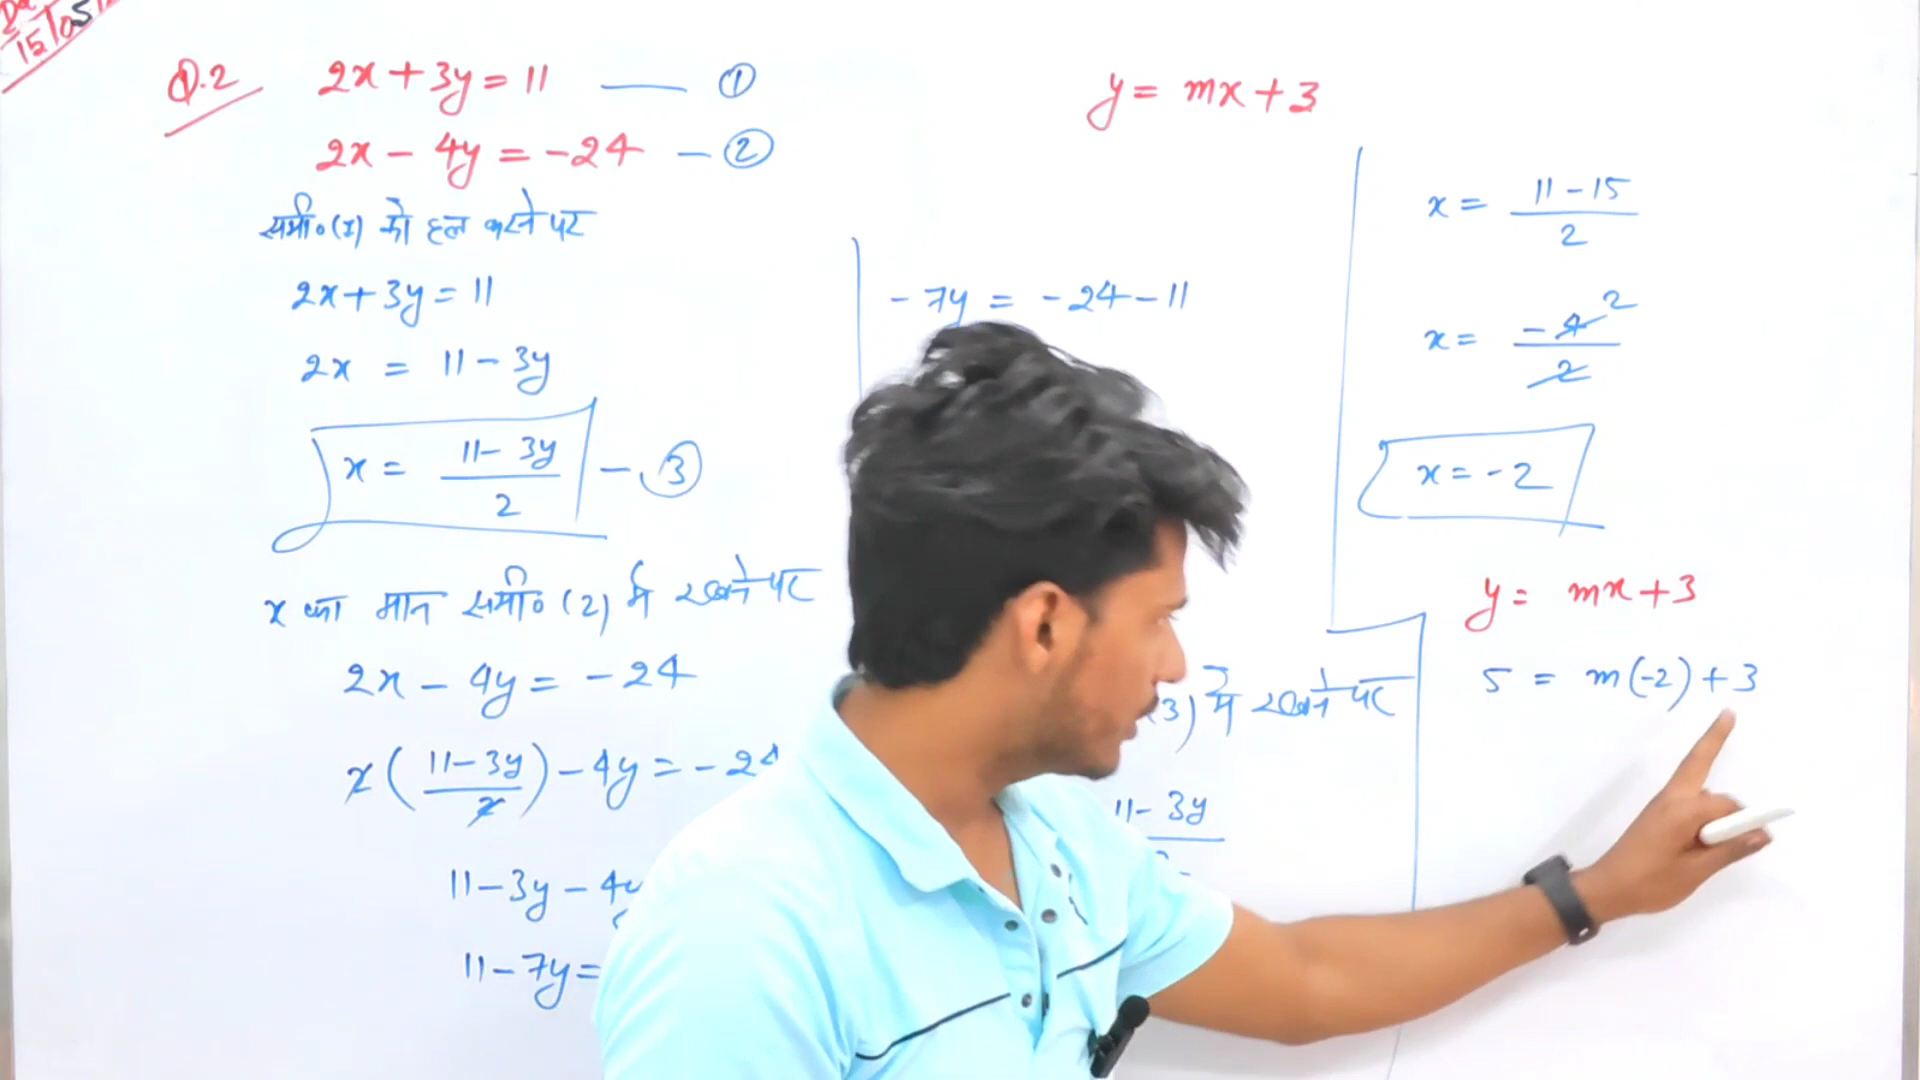 15/05
Q.2 2x + 3y = 11 — ①
2x - 4y = -24 - ②
समी० (1) को हल करने पर
2x + 3y = 11
2x = 11 - 3y
x = (11 - 3y)/2 - ③
x का मान समी० (2) में रखने पर
2x - 4y = -24
2((11 - 3y)/2) - 4y = -24
11 - 3y - 4y
11 - 7y =
y = mx + 3
-7y = -24 - 11
(3) में रखने पर
11 - 3y
x = (11 - 15)/2
x = -4/2 2
x = -2
y = mx + 3
5 = m(-2) + 3